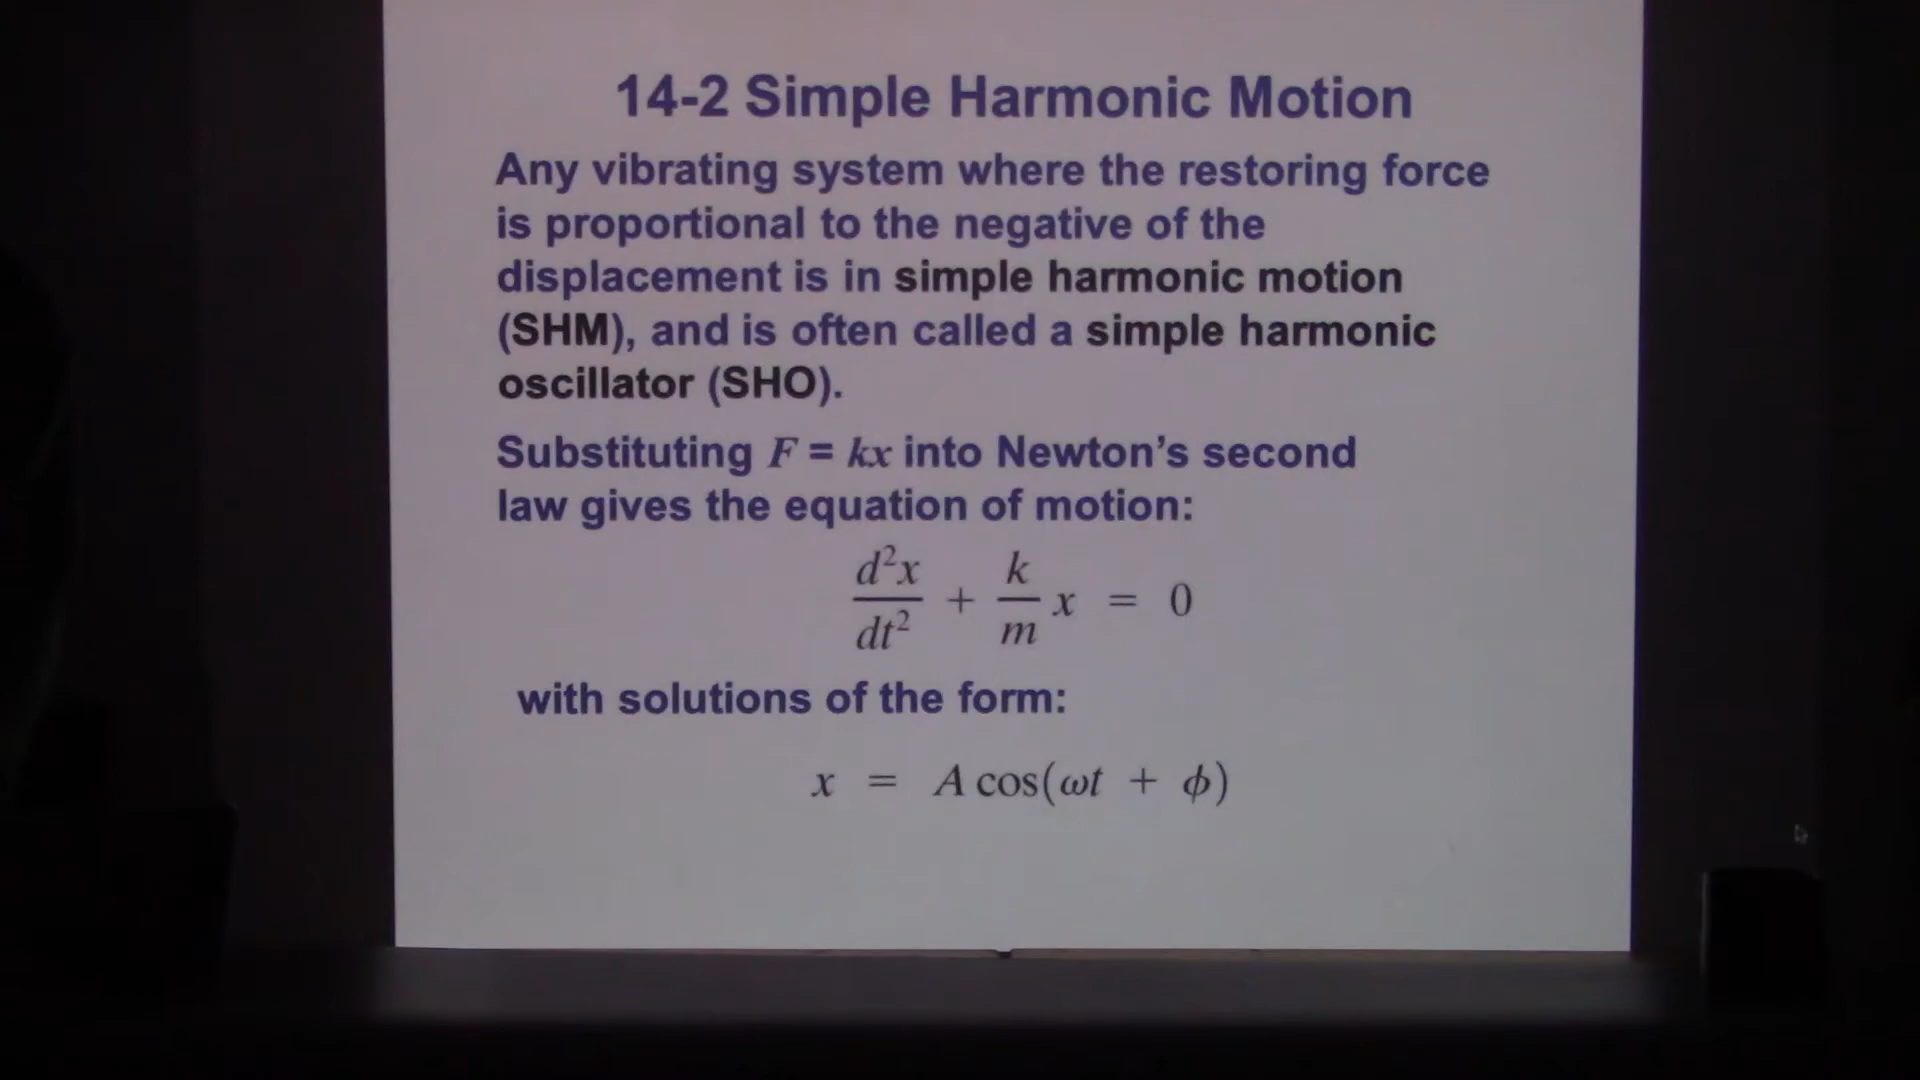 14-2 Simple Harmonic Motion
Any vibrating system where the restoring force
is proportional to the negative of the
displacement is in simple harmonic motion
(SHM), and is often called a simple harmonic
oscillator (SHO).
Substituting F = kx into Newton's second
law gives the equation of motion:
d²x/dt² + k/m x = 0
with solutions of the form:
x = A cos(ωt + ϕ)